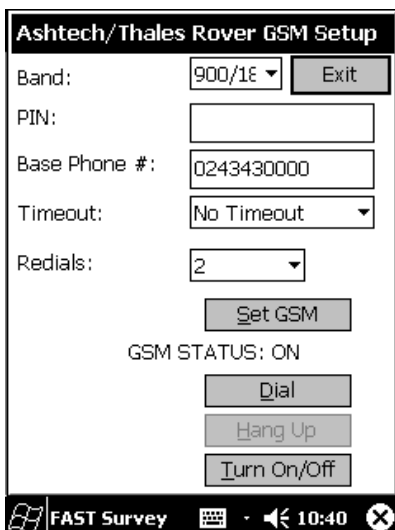 Ashtech/Thales Rover GSM Setup
Band: 900/18 Exit
PIN:
Base Phone #: 0243430000
Timeout: No Timeout
Redials: 2
Set GSM
GSM STATUS: ON
Dial
Hang Up
Turn On/Off
FAST Survey 10:40